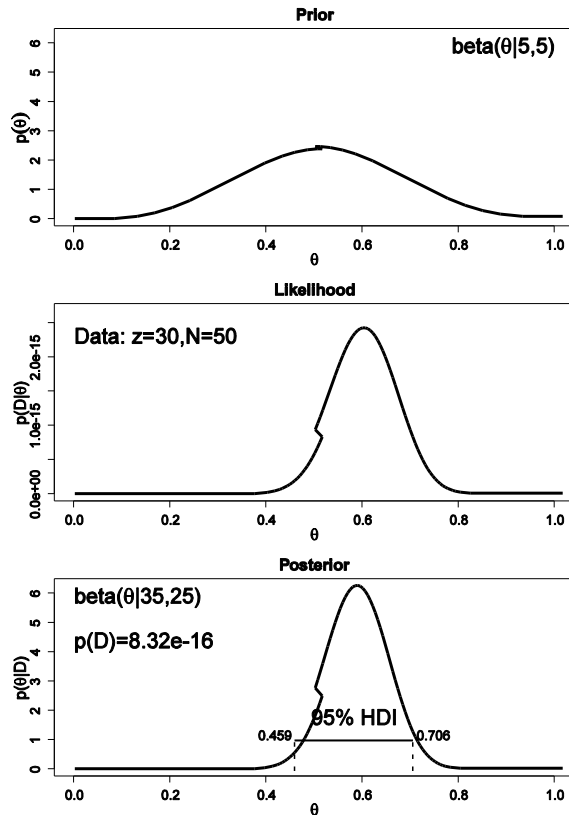 Prior
beta(θ|5,5)
p(θ)
0 1 2 3 4 5 6
0.0 0.2 0.4 0.6 0.8 1.0
θ
Likelihood
Data: z=30,N=50
p(D|θ)
0.0e+00 1.0e-15 2.0e-15
0.0 0.2 0.4 0.6 0.8 1.0
θ
Posterior
beta(θ|35,25)
p(D)=8.32e-16
p(θ|D)
0 1 2 3 4 5 6
95% HDI
0.459 0.706
0.0 0.2 0.4 0.6 0.8 1.0
θ